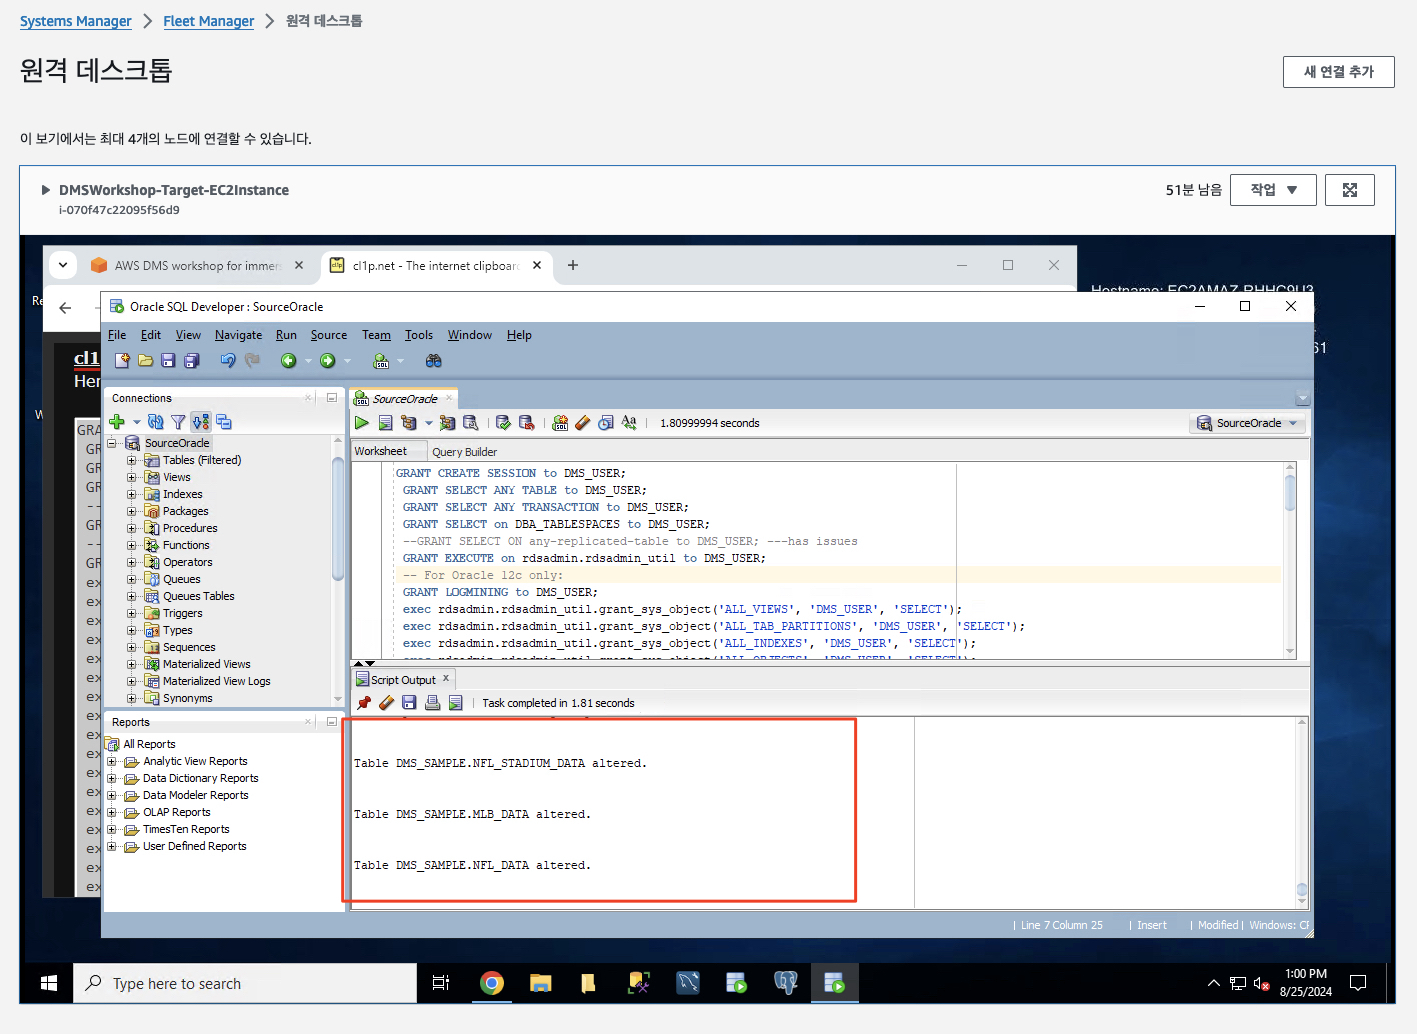 Systems Manager > Fleet Manager > 원격 데스크톱
원격 데스크톱
새 연결 추가
이 보기에서는 최대 4개의 노드에 연결할 수 있습니다.
DMSWorkshop-Target-EC2Instance
i-070f47c22095f56d9
51분 남음
작업
AWS DMS workshop for immers
cl1p.net - The internet clipboard
Oracle SQL Developer : SourceOracle
File Edit View Navigate Run Source Team Tools Window Help
cl1
Her
Connections
SourceOracle
Tables (Filtered)
Views
Indexes
Packages
Procedures
Functions
Operators
Queues
Queues Tables
Triggers
Types
Sequences
Materialized Views
Materialized View Logs
Synonyms
Reports
All Reports
Analytic View Reports
Data Dictionary Reports
Data Modeler Reports
OLAP Reports
TimesTen Reports
User Defined Reports
SourceOracle
1.80999994 seconds
SourceOracle
Worksheet Query Builder
GRANT CREATE SESSION to DMS_USER;
GRANT SELECT ANY TABLE to DMS_USER;
GRANT SELECT ANY TRANSACTION to DMS_USER;
GRANT SELECT on DBA_TABLESPACES to DMS_USER;
--GRANT SELECT ON any-replicated-table to DMS_USER; ---has issues
GRANT EXECUTE on rdsadmin.rdsadmin_util to DMS_USER;
-- For Oracle 12c only:
GRANT LOGMINING to DMS_USER;
exec rdsadmin.rdsadmin_util.grant_sys_object('ALL_VIEWS', 'DMS_USER', 'SELECT');
exec rdsadmin.rdsadmin_util.grant_sys_object('ALL_TAB_PARTITIONS', 'DMS_USER', 'SELECT');
exec rdsadmin.rdsadmin_util.grant_sys_object('ALL_INDEXES', 'DMS_USER', 'SELECT');
exec rdsadmin.rdsadmin_util.grant_sys_object('ALL_OBJECTS', 'DMS_USER', 'SELECT');
Script Output
Task completed in 1.81 seconds
Table DMS_SAMPLE.NFL_STADIUM_DATA altered.
Table DMS_SAMPLE.MLB_DATA altered.
Table DMS_SAMPLE.NFL_DATA altered.
Line 7 Column 25 | Insert | Modified | Windows:
Type here to search
1:00 PM
8/25/2024